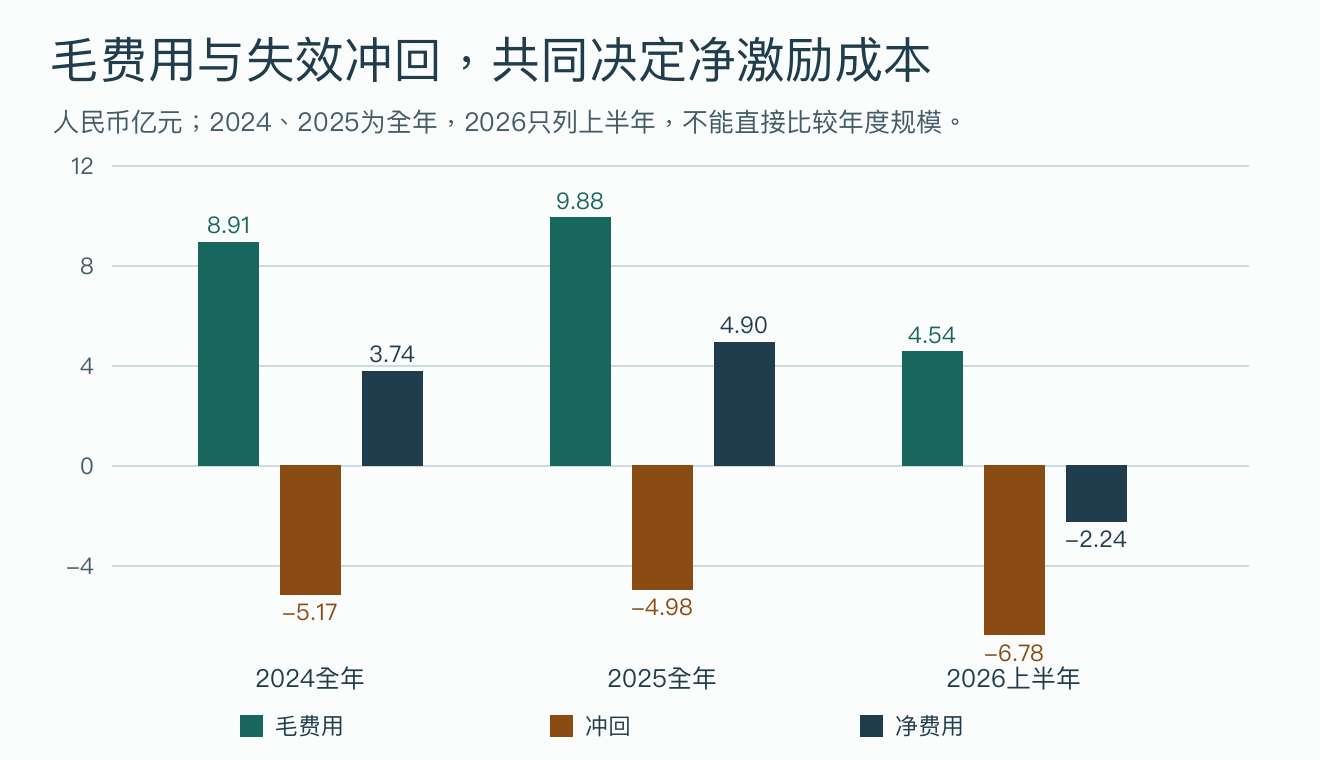 毛费用与失效冲回，共同决定净激励成本
人民币亿元；2024、2025为全年，2026只列上半年，不能直接比较年度规模。
12
8
4
0
−4
8.91
−5.17
3.74
9.88
−4.98
4.90
4.54
−6.78
−2.24
2024全年
2025全年
2026上半年
毛费用
冲回
净费用